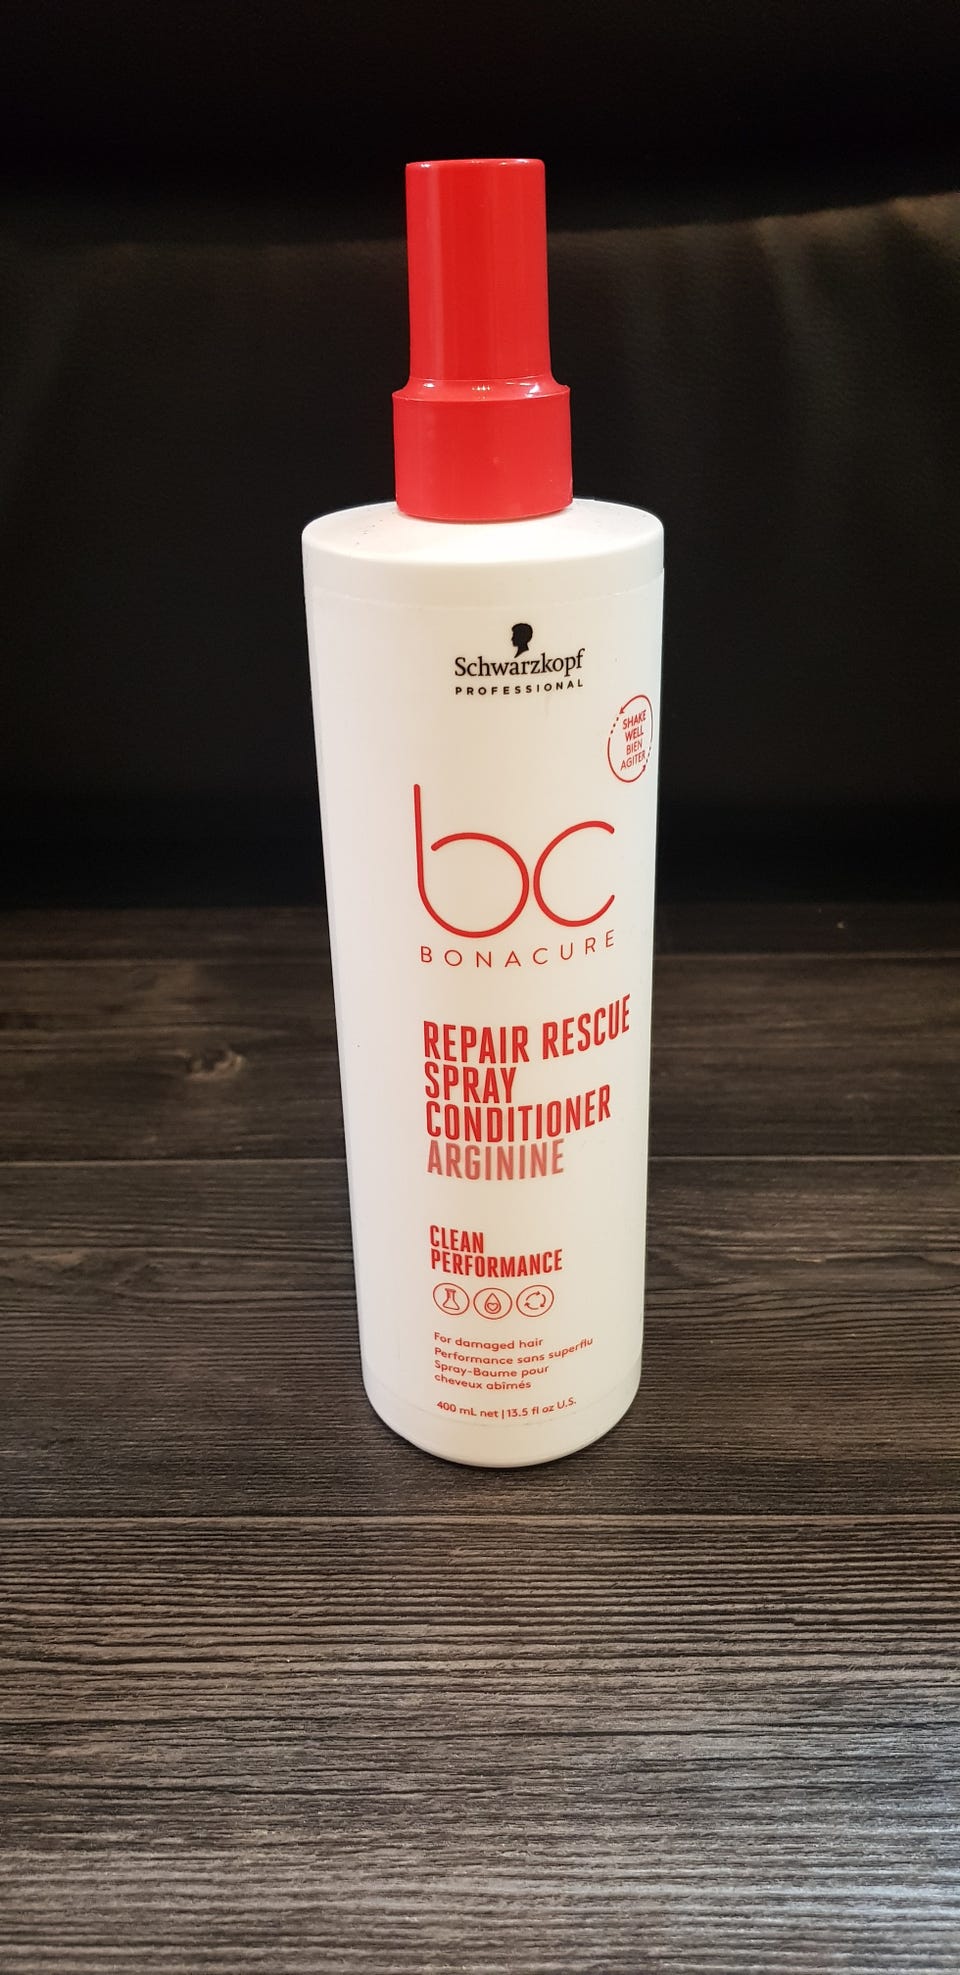 Schwarzkopf
PROFESSIONAL
SHAKE
WELL
BIEN
AGITER
bc
BONACURE
REPAIR RESCUE
SPRAY
CONDITIONER
ARGININE
CLEAN
PERFORMANCE
For damaged hair
Performance sans superflu
Spray-Baume pour
cheveux abîmés
400 mL net | 13.5 fl oz U.S.